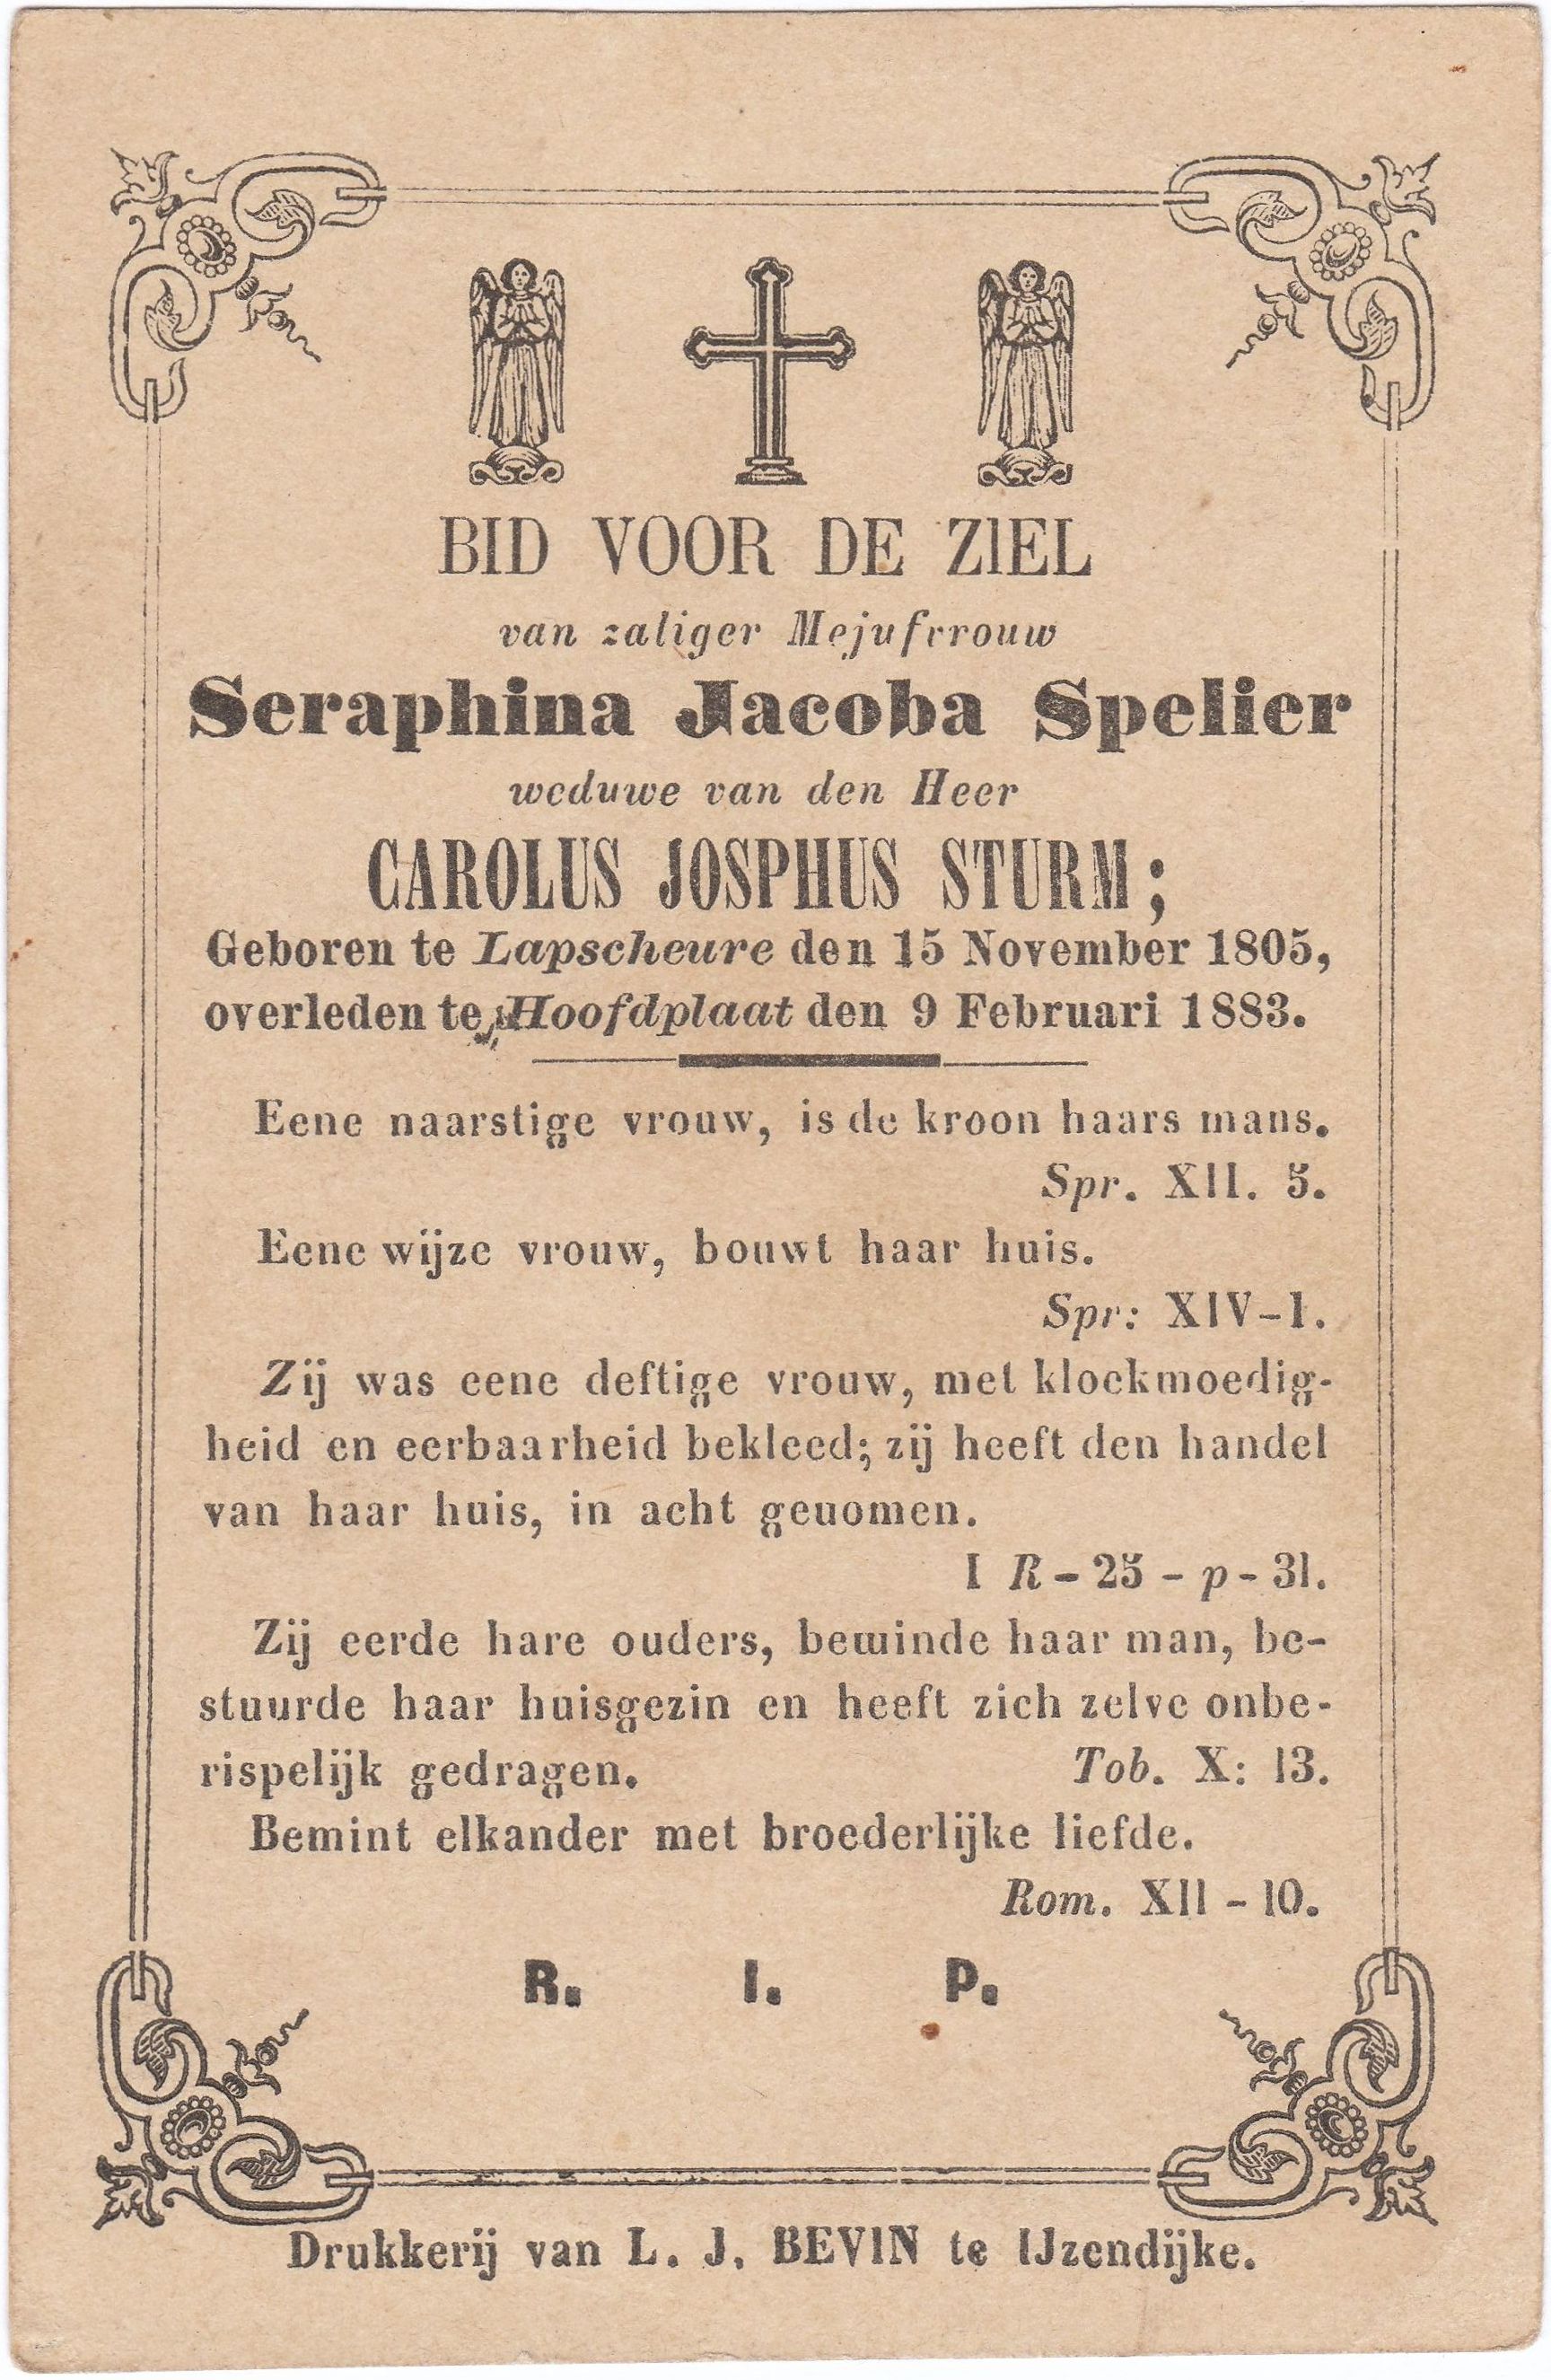 BID VOOR DE ZIEL
van zaliger Mejufvrouw
Seraphina Jacoba Spelier
weduwe van den Heer
CAROLUS JOSPHUS STURM;
Geboren te Lapscheure den 15 November 1805,
overleden te Hoofdplaat den 9 Februari 1883.
Eene naarstige vrouw, is de kroon haars mans.
Spr. XII. 5.
Eene wijze vrouw, bouwt haar huis.
Spr: XIV-1.
Zij was eene deftige vrouw, met kloekmoedig-
heid en eerbaarheid bekleed; zij heeft den handel
van haar huis, in acht geuomen.
I R - 25 - p - 31.
Zij eerde hare ouders, beminde haar man, be-
stuurde haar huisgezin en heeft zich zelve onbe-
rispelijk gedragen. Tob. X: 13.
Bemint elkander met broederlijke liefde.
Rom. XII - 10.
R. I. P.
Drukkerij van L. J. BEVIN te IJzendijke.